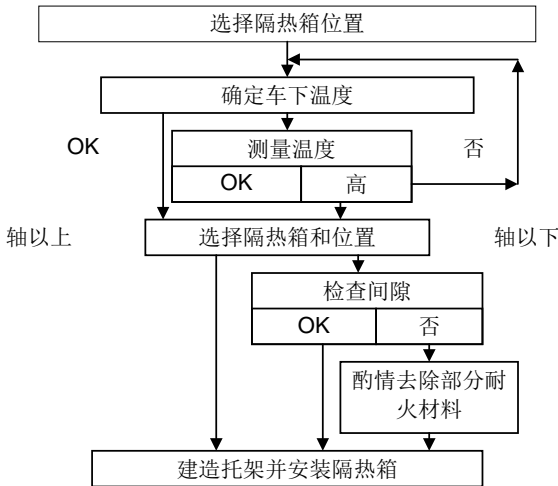 选择隔热箱位置
确定车下温度
OK
测量温度
否
OK
高
轴以上
选择隔热箱和位置
轴以下
检查间隙
OK
否
酌情去除部分耐
火材料
建造托架并安装隔热箱